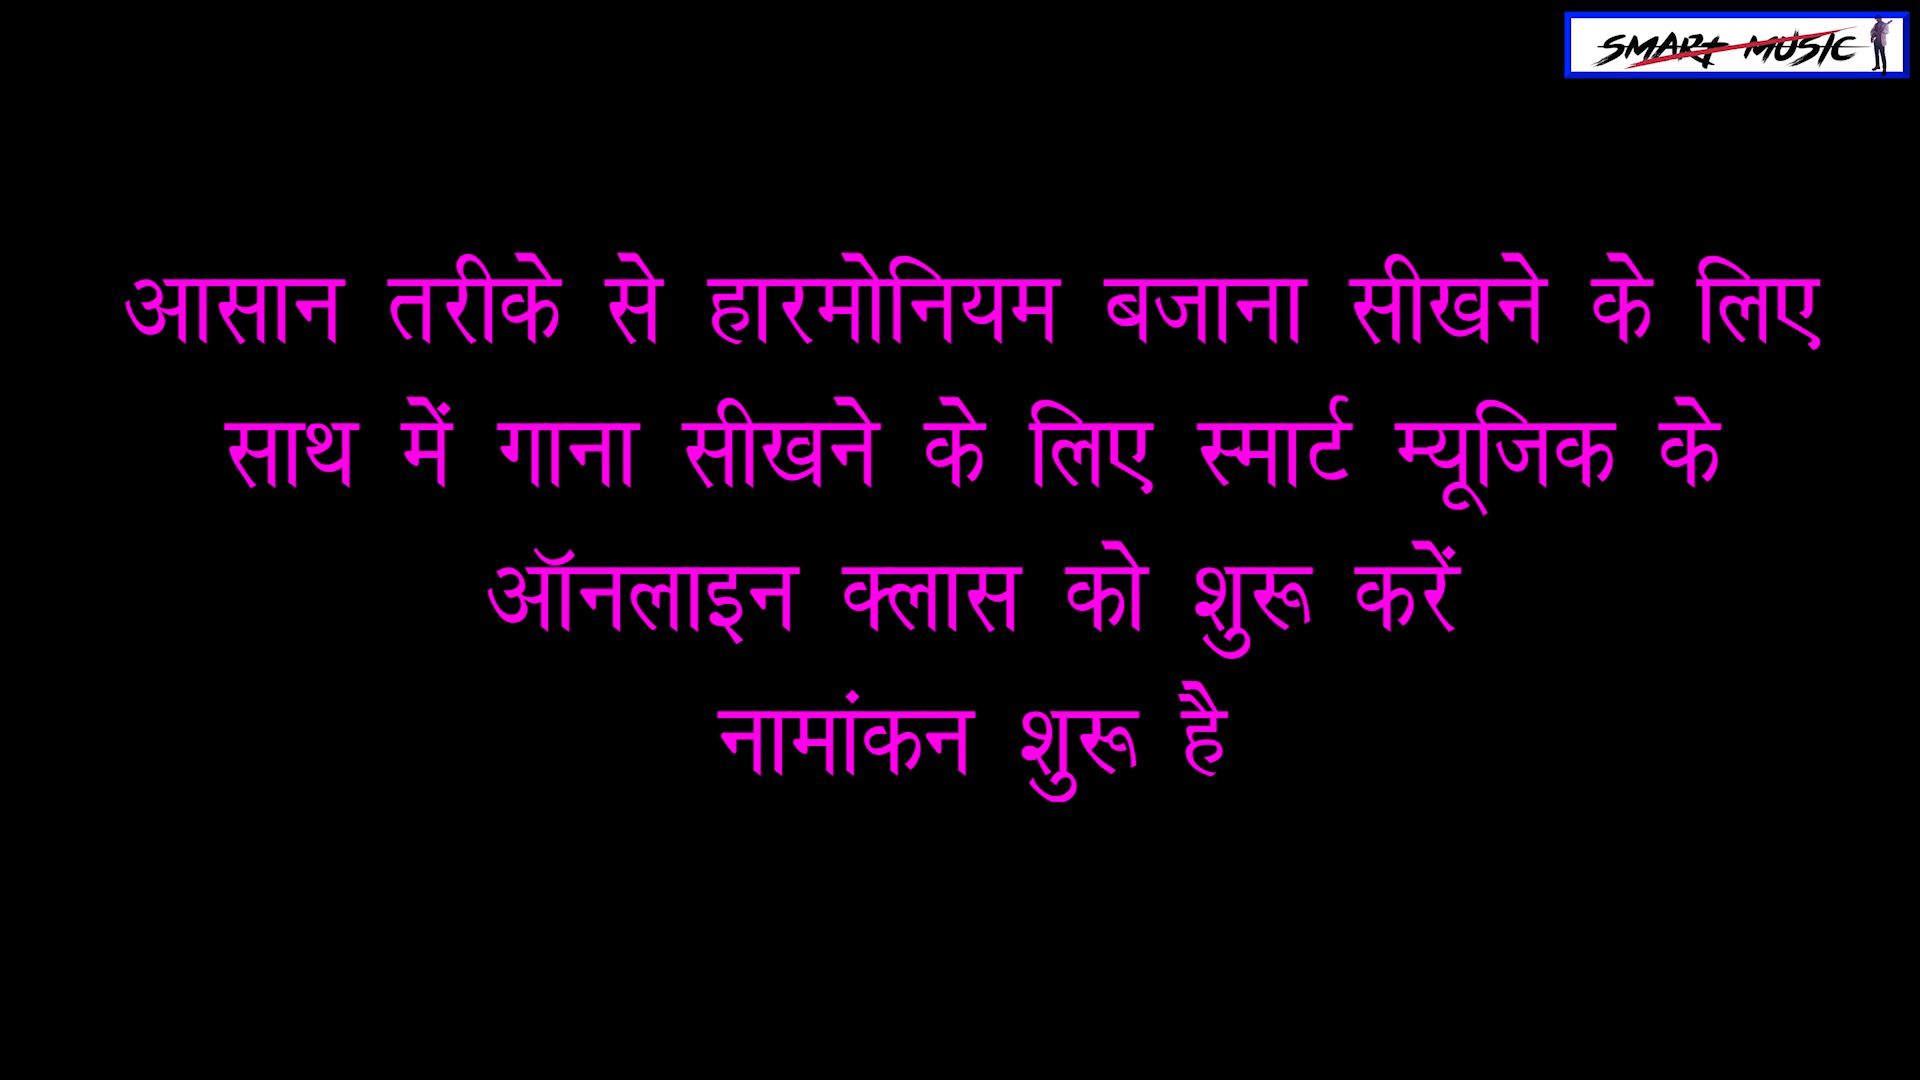 SMART MUSIC
आसान तरीके से हारमोनियम बजाना सीखने के लिए
साथ में गाना सीखने के लिए स्मार्ट म्यूजिक के
ऑनलाइन क्लास को शुरू करें
नामांकन शुरू है